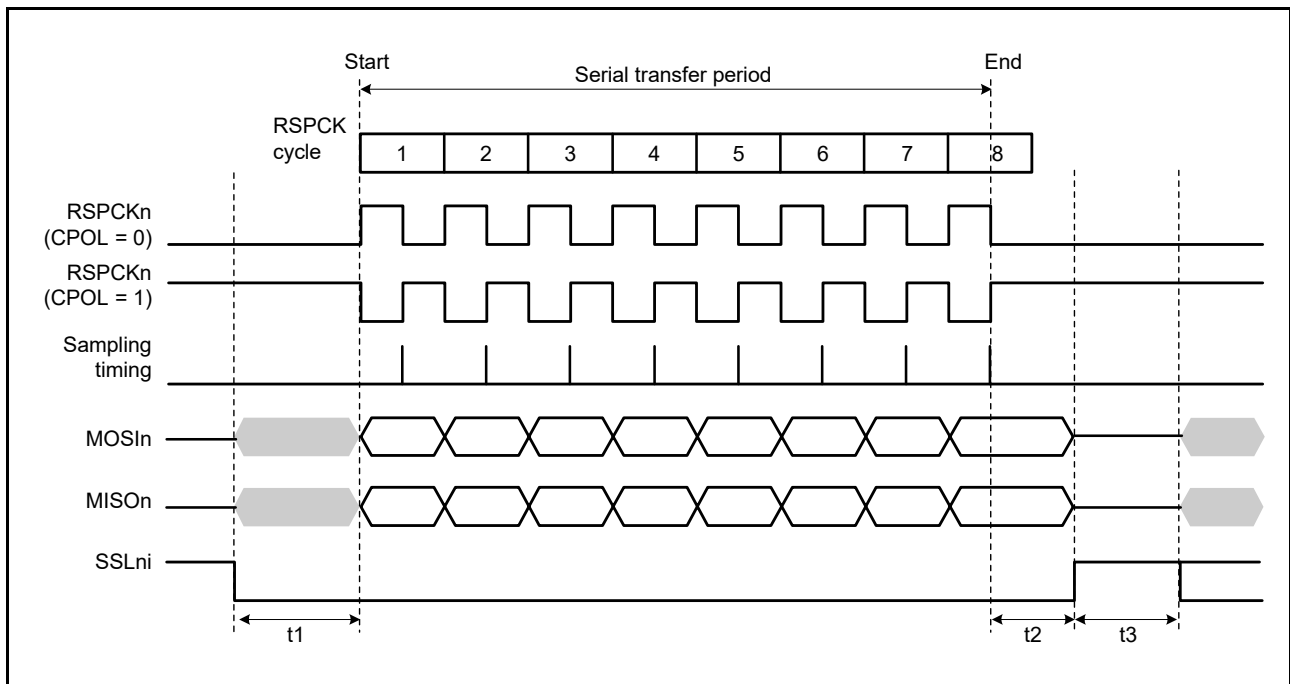 Start
End
Serial transfer period
RSPCK
cycle
1 2 3 4 5 6 7 8
RSPCKn
(CPOL = 0)
RSPCKn
(CPOL = 1)
Sampling
timing
MOSIn
MISOn
SSLni
t1
t2
t3